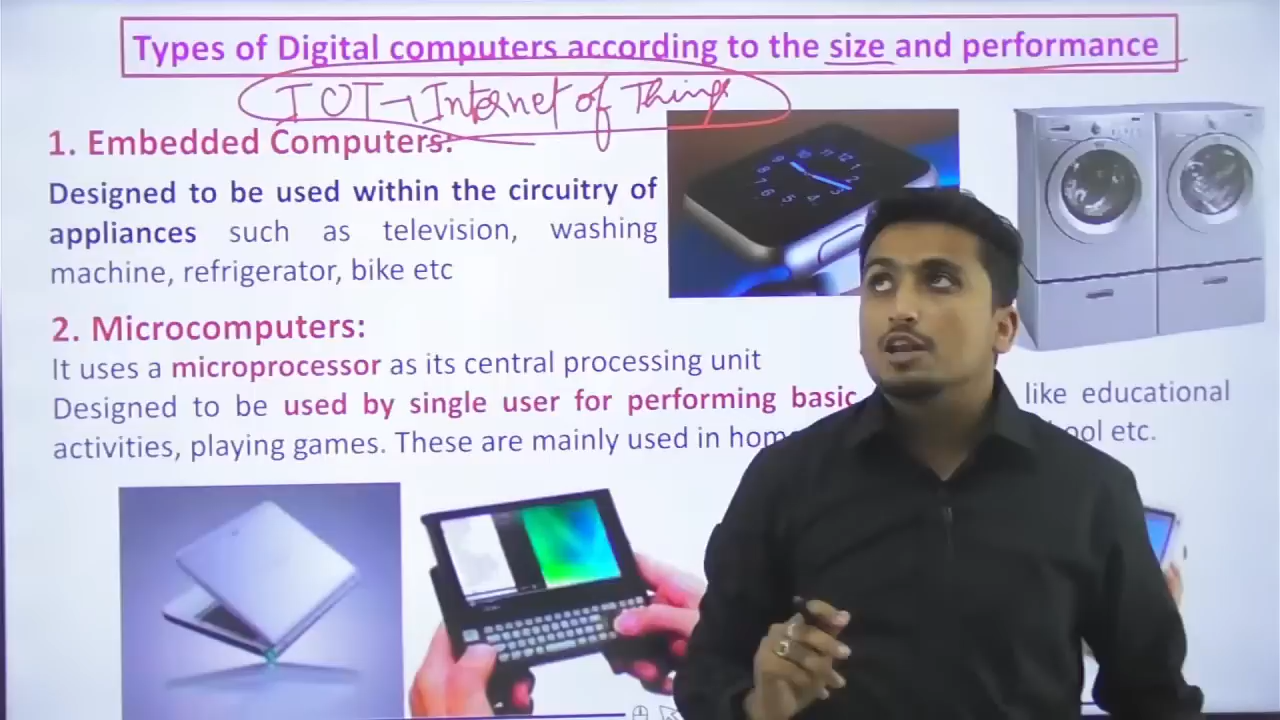 Types of Digital computers according to the size and performance
IOT → Internet of Things
1. Embedded Computers:
Designed to be used within the circuitry of
appliances such as television, washing
machine, refrigerator, bike etc
2. Microcomputers:
It uses a microprocessor as its central processing unit
Designed to be used by single user for performing basic like educational
activities, playing games. These are mainly used in etc.